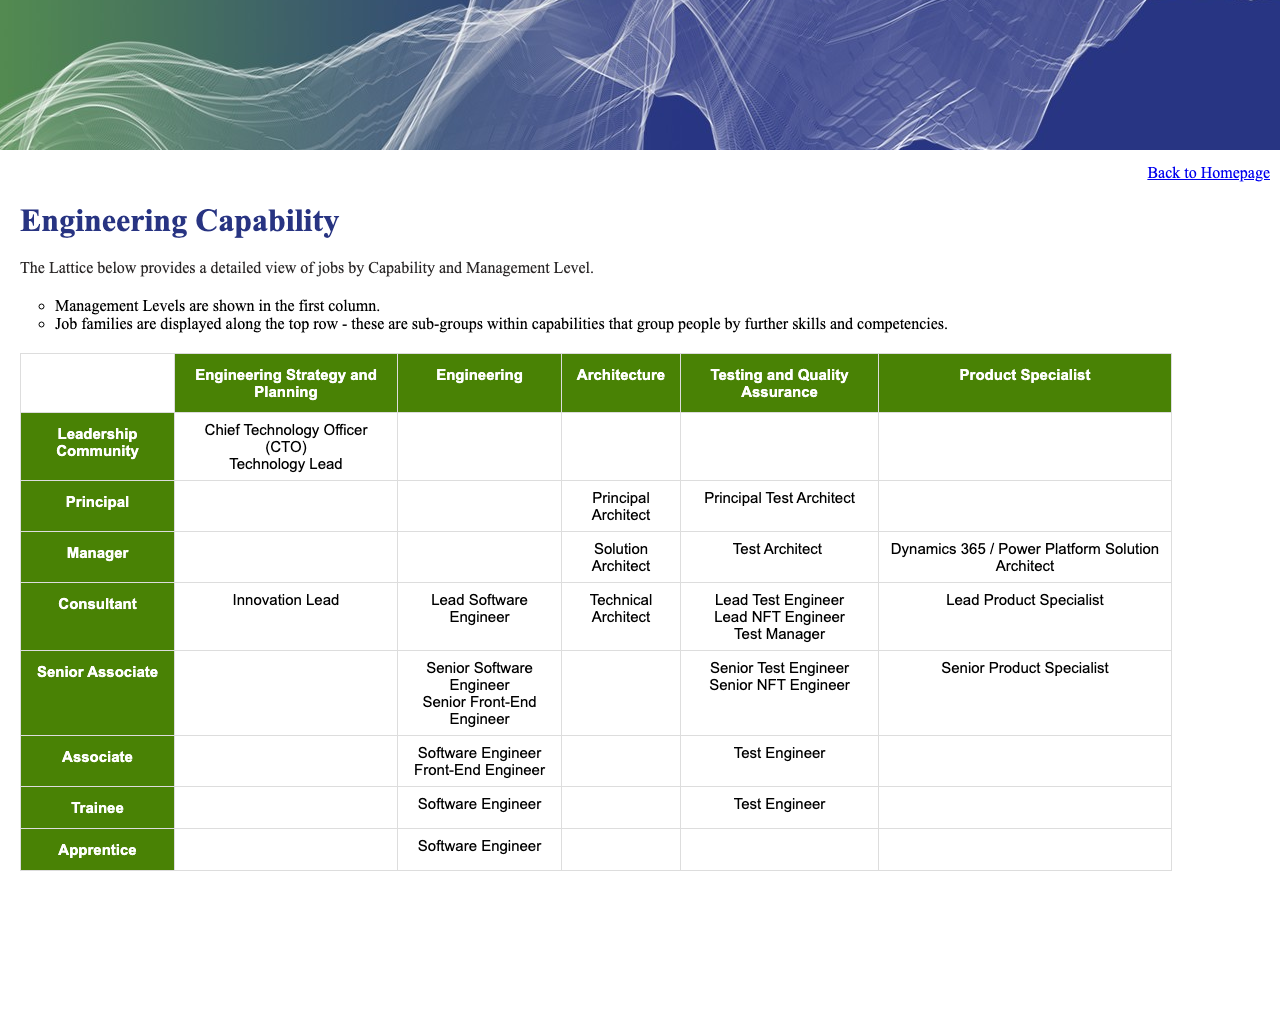 Back to Homepage
Engineering Capability
The Lattice below provides a detailed view of jobs by Capability and Management Level.
Management Levels are shown in the first column.
Job families are displayed along the top row - these are sub-groups within capabilities that group people by further skills and competencies.
Engineering Strategy and
Planning
Engineering
Architecture
Testing and Quality
Assurance
Product Specialist
Leadership
Community
Chief Technology Officer
(CTO)
Technology Lead
Principal
Principal
Architect
Principal Test Architect
Manager
Solution
Architect
Test Architect
Dynamics 365 / Power Platform Solution
Architect
Consultant
Innovation Lead
Lead Software
Engineer
Technical
Architect
Lead Test Engineer
Lead NFT Engineer
Test Manager
Lead Product Specialist
Senior Associate
Senior Software
Engineer
Senior Front-End
Engineer
Senior Test Engineer
Senior NFT Engineer
Senior Product Specialist
Associate
Software Engineer
Front-End Engineer
Test Engineer
Trainee
Software Engineer
Test Engineer
Apprentice
Software Engineer